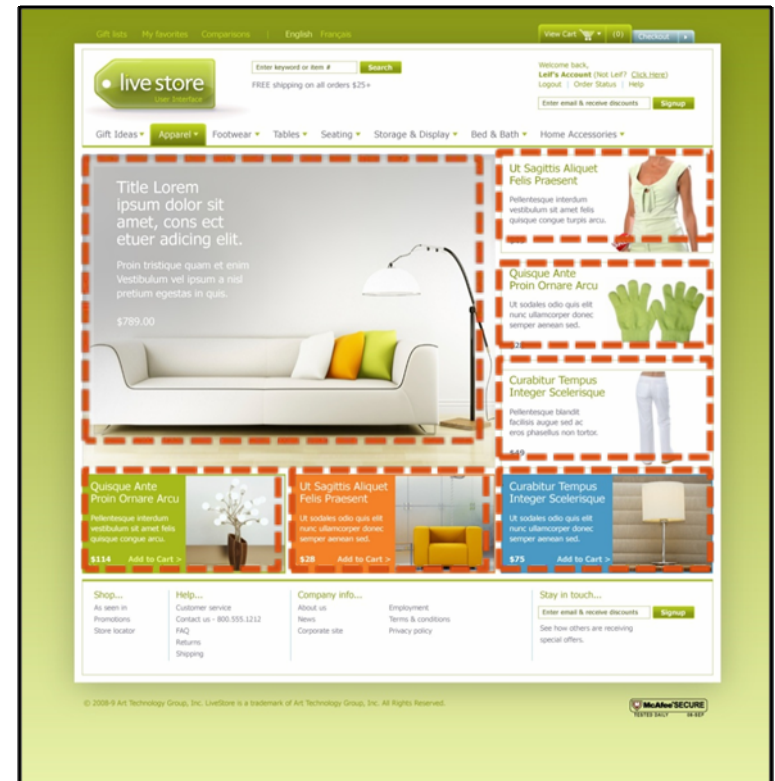 Gift lists My favorites Comparisons | English Français
View Cart (0) Checkout
live store
User Interface
Enter keyword or item # Search
FREE shipping on all orders $25+
Welcome back,
Leif's Account (Not Leif? Click Here)
Logout | Order Status | Help
Enter email & receive discounts Signup
Gift Ideas Apparel Footwear Tables Seating Storage & Display Bed & Bath Home Accessories
Title Lorem
ipsum dolor sit
amet, cons ect
etuer adicing elit.
Proin tristique quam et enim
Vestibulum vel ipsum a nisl
pretium egestas in quis.
$789.00
Ut Sagittis Aliquet
Felis Praesent
Pellentesque interdum
vestibulum sit amet felis
quisque congue turpis arcu.
Quisque Ante
Proin Ornare Arcu
Ut sodales odio quis elit
nunc ullamcorper donec
semper aenean sed.
Curabitur Tempus
Integer Scelerisque
Pellentesque blandit
facilisis augue sed ac
eros phasellus non tortor.
$49
Quisque Ante
Proin Ornare Arcu
Pellentesque interdum
vestibulum sit amet felis
quisque congue arcu.
$114 Add to Cart >
Ut Sagittis Aliquet
Felis Praesent
Ut sodales odio quis elit
nunc ullamcorper donec
semper aenean sed.
$28 Add to Cart >
Curabitur Tempus
Integer Scelerisque
Ut sodales odio quis elit
nunc ullamcorper donec
semper aenean sed.
$75 Add to Cart >
Shop...
As seen in
Promotions
Store locator
Help...
Customer service
Contact us - 800.555.1212
FAQ
Returns
Shipping
Company info...
About us
News
Corporate site
Employment
Terms & conditions
Privacy policy
Stay in touch...
Enter email & receive discounts Signup
See how others are receiving
special offers.
© 2008-9 Art Technology Group, Inc. LiveStore is a trademark of Art Technology Group, Inc. All Rights Reserved.
McAfee SECURE
TESTED DAILY 08-SEP